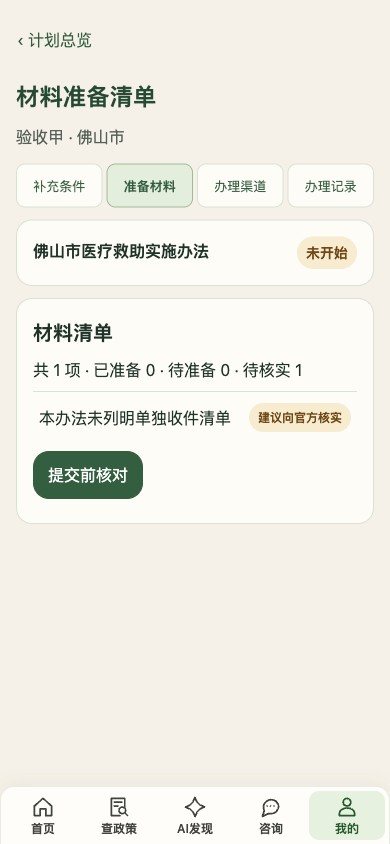 ‹ 计划总览
材料准备清单
验收甲 · 佛山市
补充条件 准备材料 办理渠道 办理记录
佛山市医疗救助实施办法 未开始
材料清单
共 1 项 · 已准备 0 · 待准备 0 · 待核实 1
本办法未列明单独收件清单 建议向官方核实
提交前核对
首页 查政策 AI发现 咨询 我的